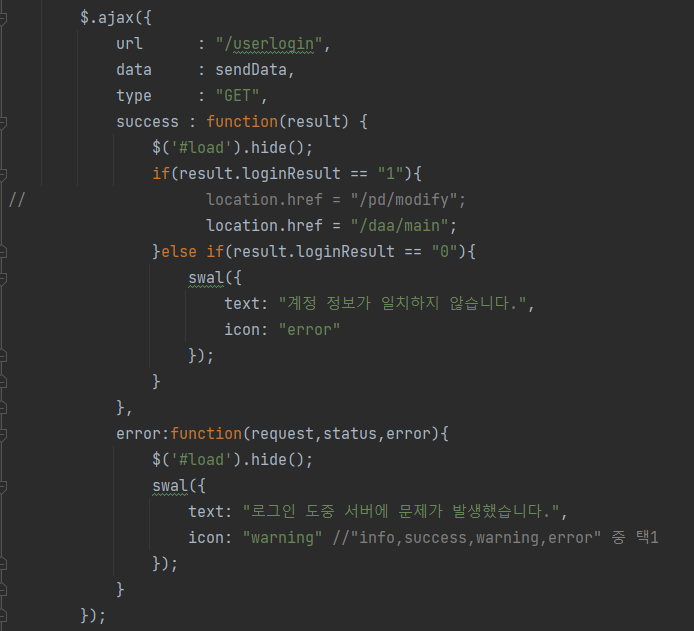 $.ajax({
url : "/userlogin",
data : sendData,
type : "GET",
success : function(result) {
$('#load').hide();
if(result.loginResult == "1"){
// location.href = "/pd/modify";
location.href = "/daa/main";
}else if(result.loginResult == "0"){
swal({
text: "계정 정보가 일치하지 않습니다.",
icon: "error"
});
}
},
error:function(request,status,error){
$('#load').hide();
swal({
text: "로그인 도중 서버에 문제가 발생했습니다.",
icon: "warning" //"info,success,warning,error" 중 택1
});
}
});